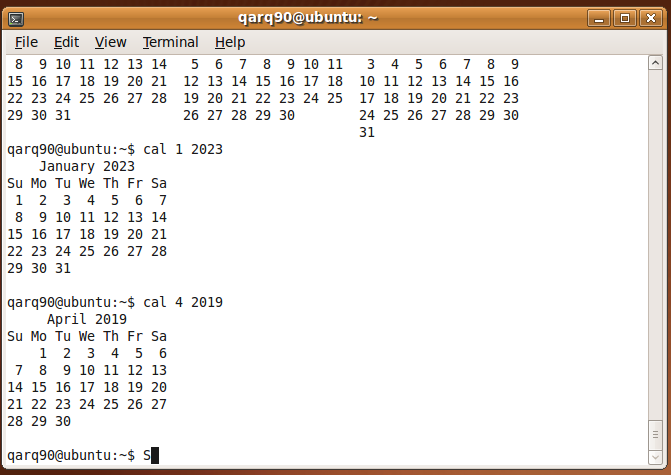 qarq90@ubuntu: ~
File Edit View Terminal Help
 8  9 10 11 12 13 14   5  6  7  8  9 10 11   3  4  5  6  7  8  9
15 16 17 18 19 20 21  12 13 14 15 16 17 18  10 11 12 13 14 15 16
22 23 24 25 26 27 28  19 20 21 22 23 24 25  17 18 19 20 21 22 23
29 30 31              26 27 28 29 30        24 25 26 27 28 29 30
                                            31
qarq90@ubuntu:~$ cal 1 2023
    January 2023
Su Mo Tu We Th Fr Sa
 1  2  3  4  5  6  7
 8  9 10 11 12 13 14
15 16 17 18 19 20 21
22 23 24 25 26 27 28
29 30 31
qarq90@ubuntu:~$ cal 4 2019
     April 2019
Su Mo Tu We Th Fr Sa
    1  2  3  4  5  6
 7  8  9 10 11 12 13
14 15 16 17 18 19 20
21 22 23 24 25 26 27
28 29 30
qarq90@ubuntu:~$ S